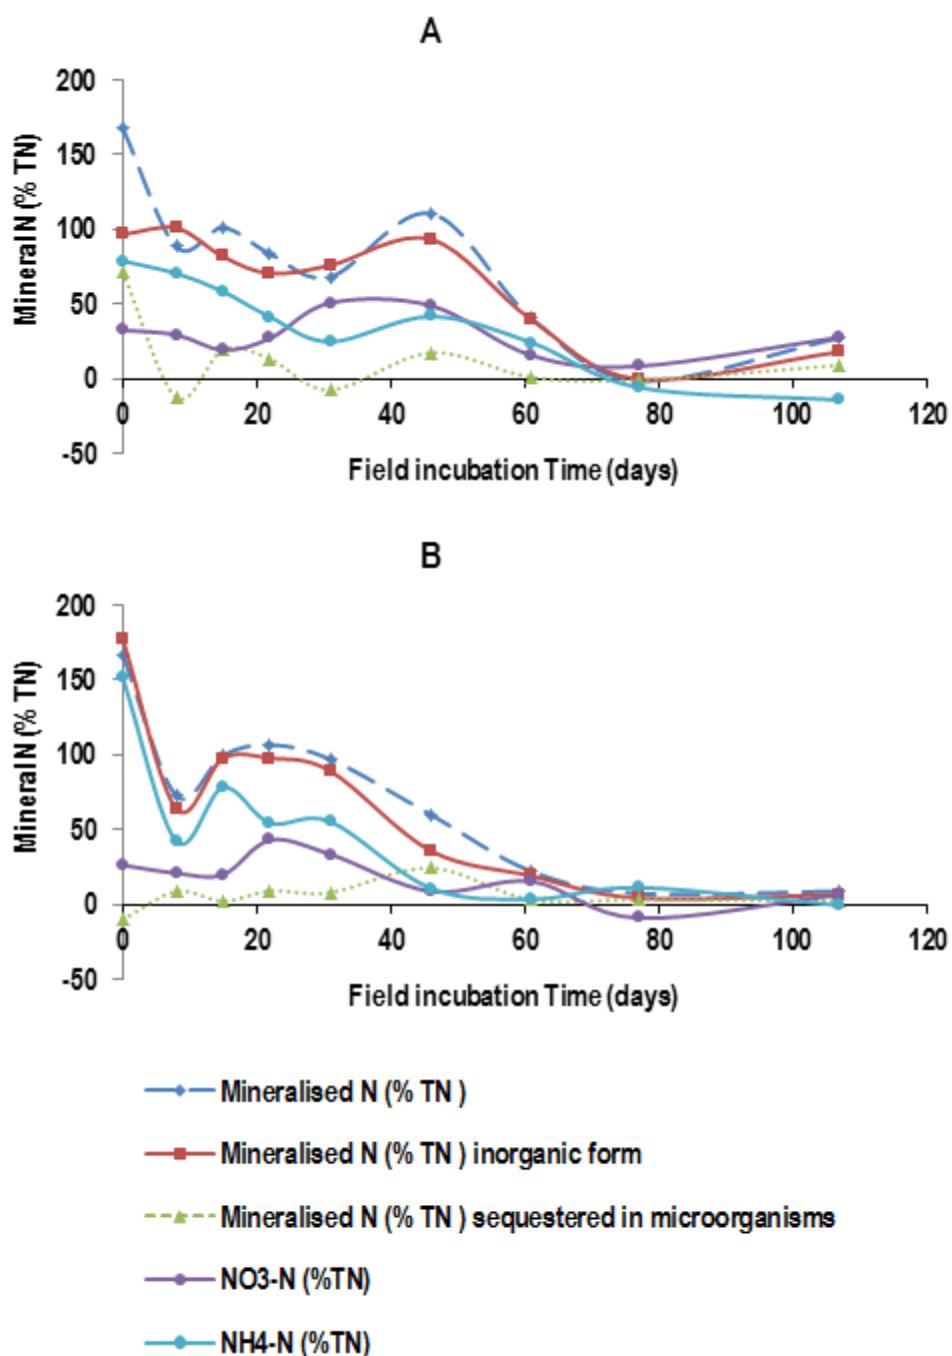 A
200
150
100
50
0
-50
Mineral N (% TN)
0 20 40 60 80 100 120
Field incubation Time (days)
B
200
150
100
50
0
-50
Mineral N (% TN)
0 20 40 60 80 100 120
Field incubation Time (days)
Mineralised N (% TN )
Mineralised N (% TN ) inorganic form
Mineralised N (% TN ) sequestered in microorganisms
NO3-N (%TN)
NH4-N (%TN)